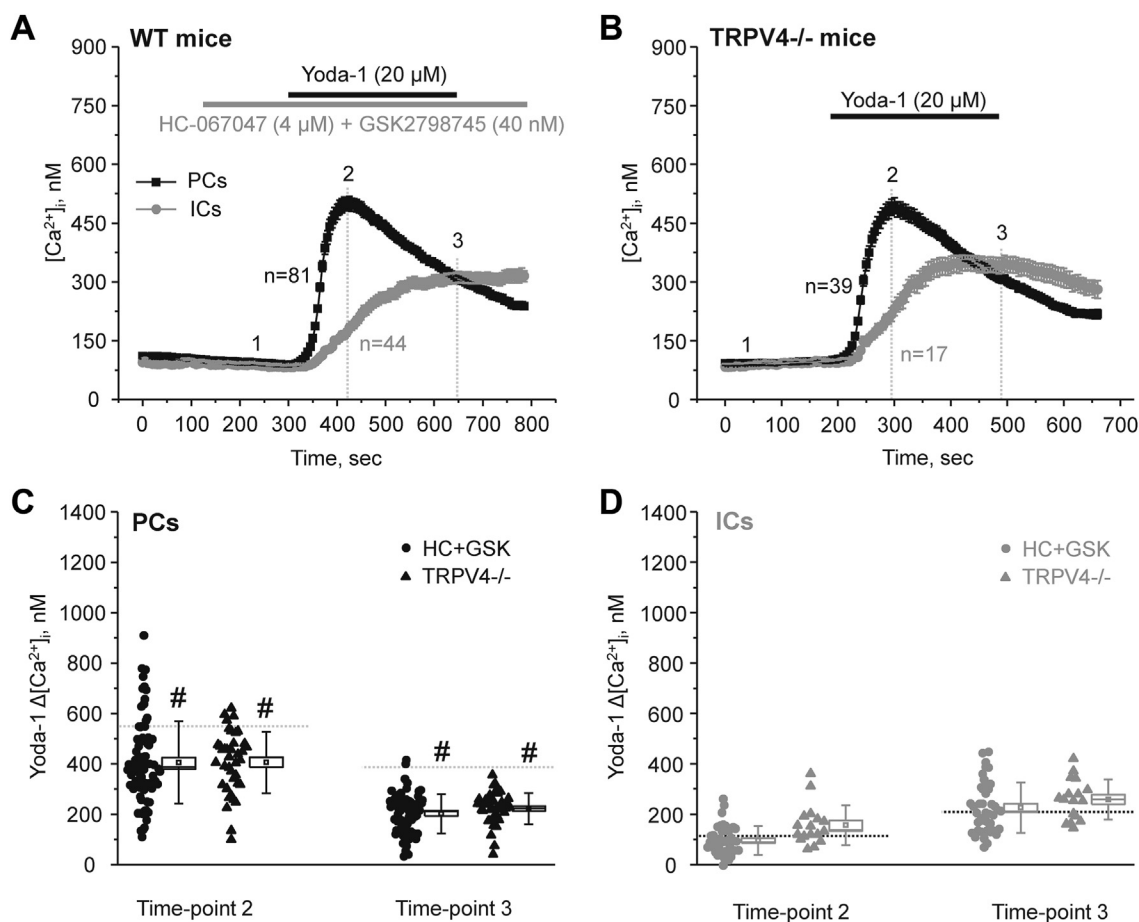 A
WT mice
900
750
600
450
300
150
0
[Ca²⁺]ᵢ, nM
Yoda-1 (20 µM)
HC-067047 (4 µM) + GSK2798745 (40 nM)
PCs
ICs
1
2
3
n=81
n=44
0 100 200 300 400 500 600 700 800
Time, sec
B
TRPV4-/- mice
900
750
600
450
300
150
0
[Ca²⁺]ᵢ, nM
Yoda-1 (20 µM)
1
2
3
n=39
n=17
0 100 200 300 400 500 600 700
Time, sec
C
PCs
1400
1200
1000
800
600
400
200
0
Yoda-1 Δ[Ca²⁺]ᵢ, nM
HC+GSK
TRPV4-/-
# #
# #
Time-point 2 Time-point 3
D
ICs
1400
1200
1000
800
600
400
200
0
Yoda-1 Δ[Ca²⁺]ᵢ, nM
HC+GSK
TRPV4-/-
Time-point 2 Time-point 3